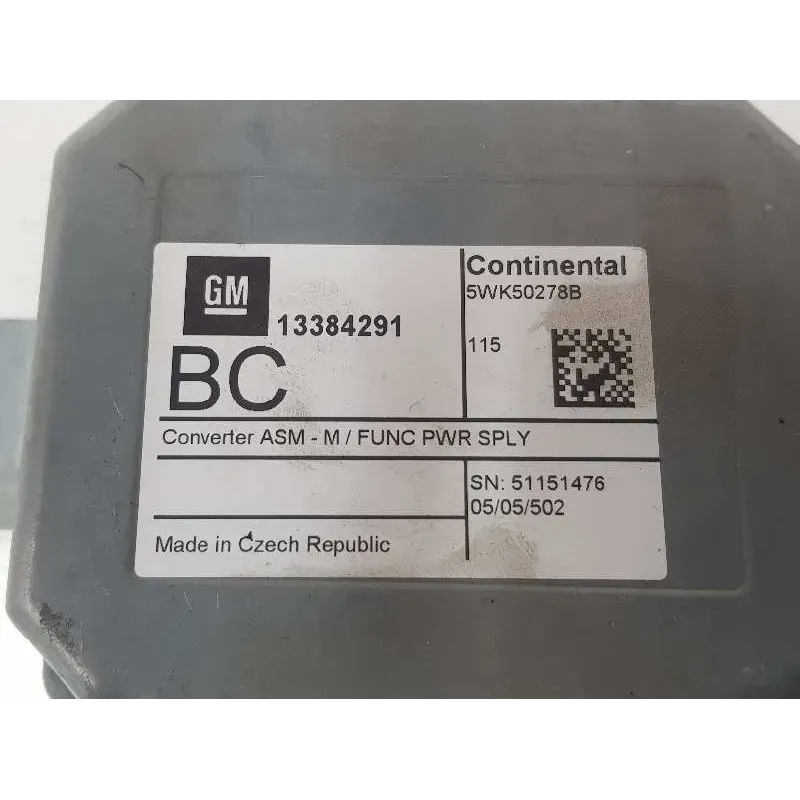 GM
13384291
BC
Continental
5WK50278B
115
Converter ASM - M / FUNC PWR SPLY
SN: 51151476
05/05/502
Made in Czech Republic